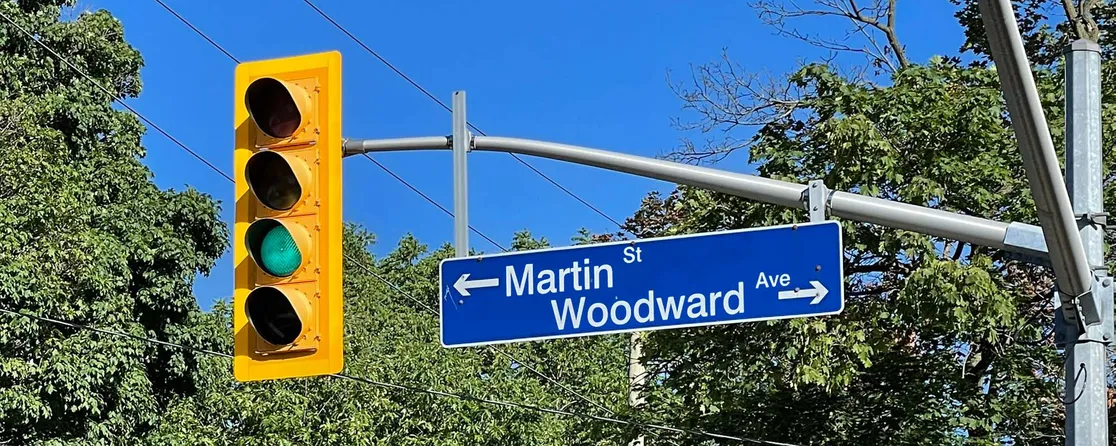 ← Martin St
Woodward Ave →